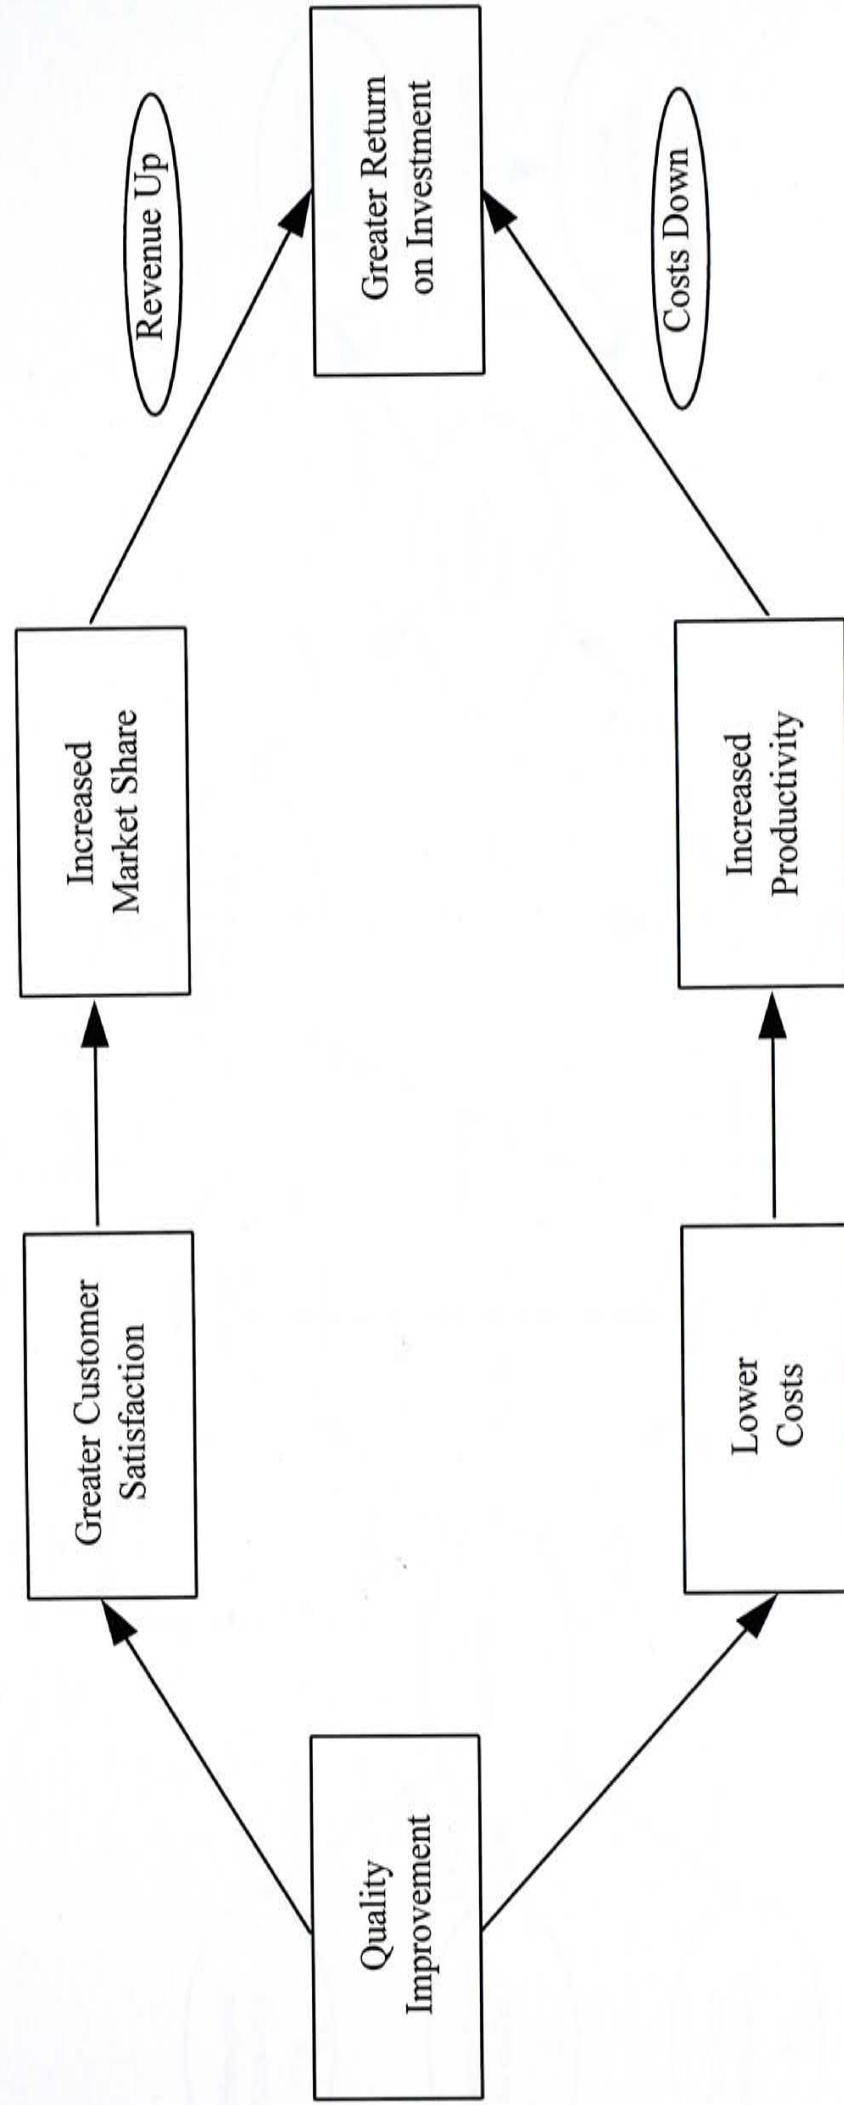 Quality
Improvement
Greater Customer
Satisfaction
Increased
Market Share
Revenue Up
Greater Return
on Investment
Lower
Costs
Increased
Productivity
Costs Down